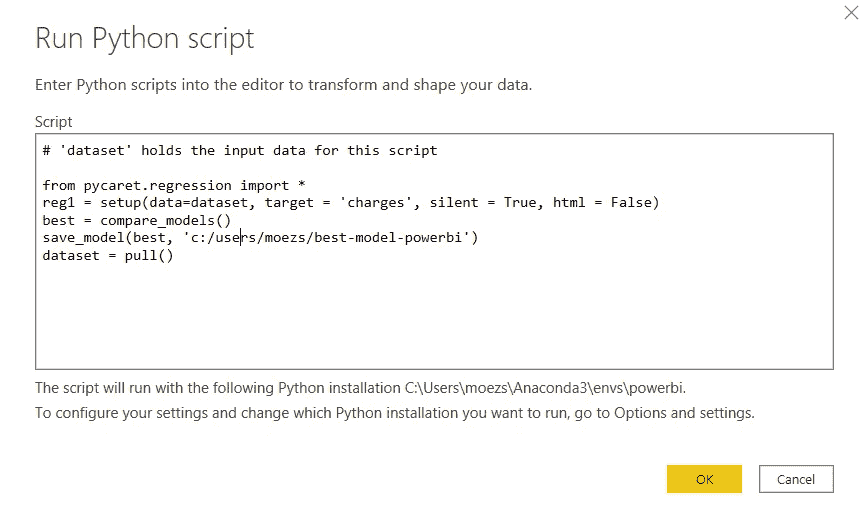 Run Python script
Enter Python scripts into the editor to transform and shape your data.
Script
# 'dataset' holds the input data for this script
from pycaret.regression import *
reg1 = setup(data=dataset, target = 'charges', silent = True, html = False)
best = compare_models()
save_model(best, 'c:/users/moezs/best-model-powerbi')
dataset = pull()
The script will run with the following Python installation C:\Users\moezs\Anaconda3\envs\powerbi.
To configure your settings and change which Python installation you want to run, go to Options and settings.
OK
Cancel